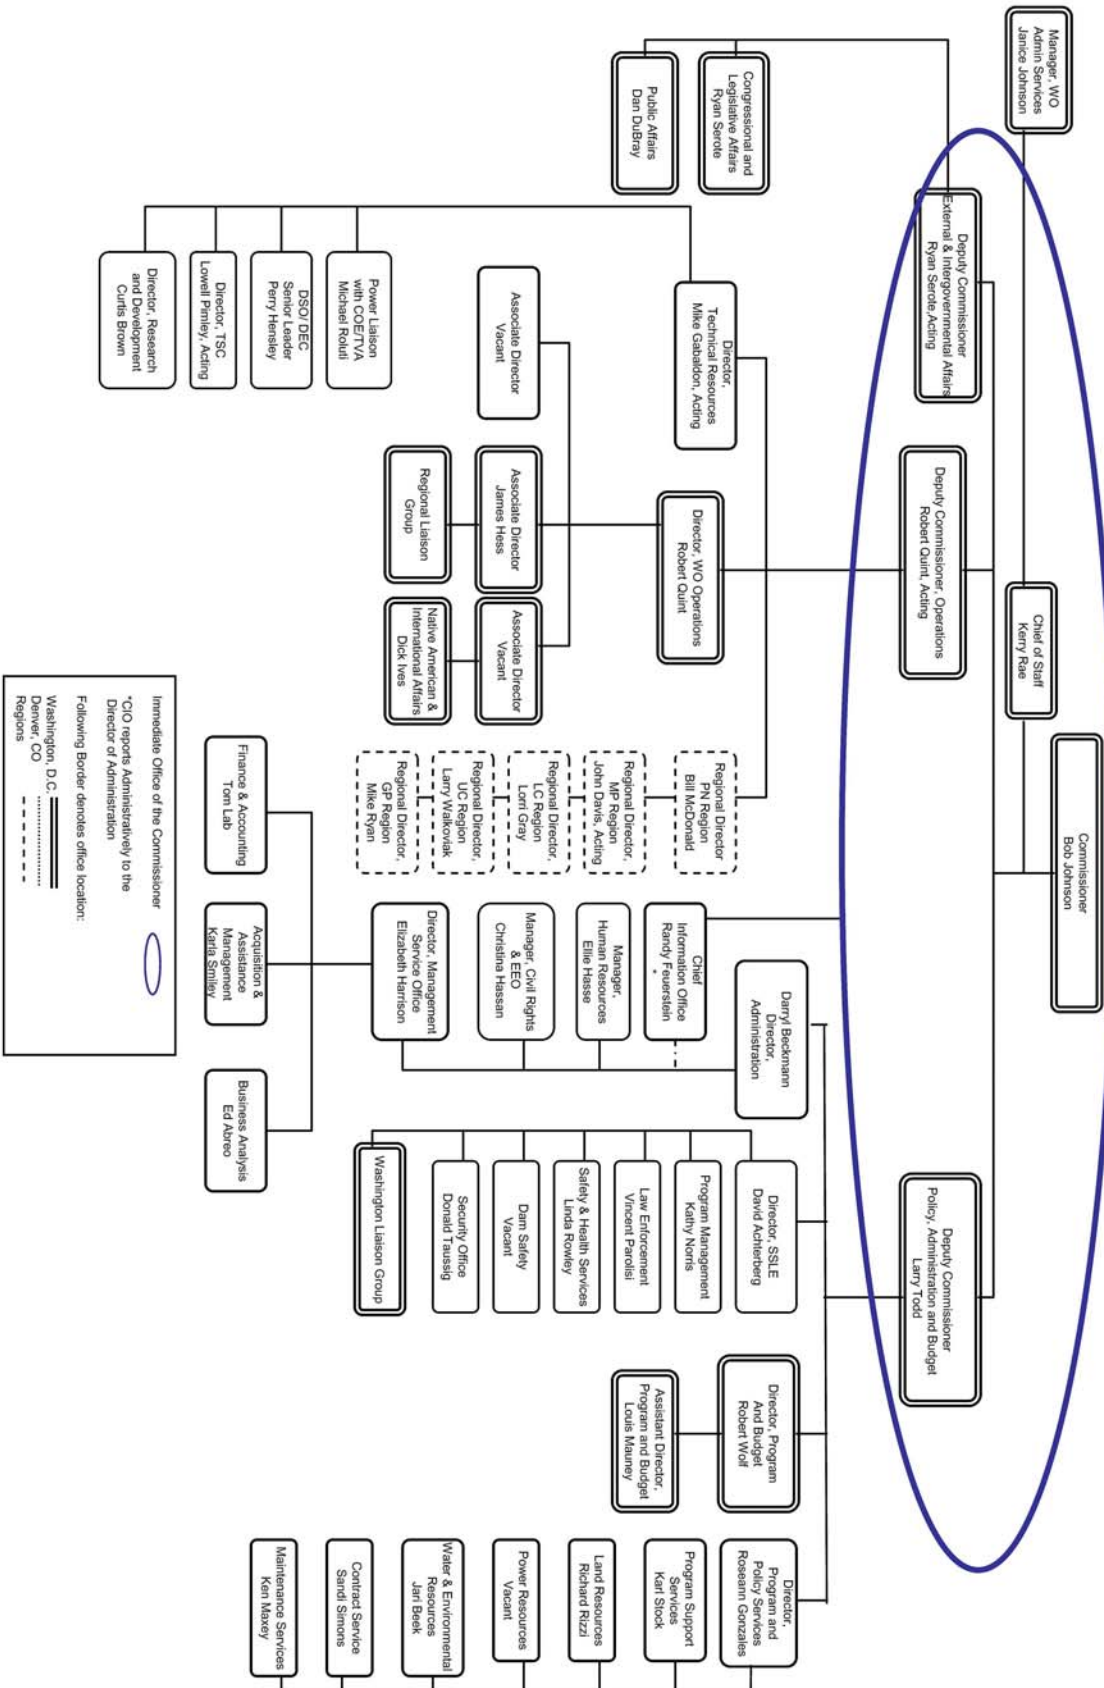 Commissioner
Bob Johnson
Manager, WO
Admin Services
Janice Johnson
Chief of Staff
Kerry Rae
Deputy Commissioner
External & Intergovernmental Affairs
Ryan Serote,Acting
Deputy Commissioner, Operations
Robert Quint, Acting
Deputy Commissioner
Policy, Administration and Budget
Larry Todd
Congressional and
Legislative Affairs
Ryan Serote
Public Affairs
Dan DuBray
Director,
Technical Resources
Mike Gabaldon, Acting
Power Liaison
with COE/TVA
Michael Roluti
DSO/ DEC
Senior Leader
Perry Hensley
Director, TSC
Lowell Pimley, Acting
Director, Research
and Development
Curtis Brown
Director, WO Operations
Robert Quint
Associate Director
Vacant
Associate Director
James Hess
Associate Director
Vacant
Regional Liaison
Group
Native American &
International Affairs
Dick Ives
Regional Director
PN Region
Bill McDonald
Regional Director,
MP Region
John Davis, Acting
Regional Director,
LC Region
Lorri Gray
Regional Director,
UC Region
Larry Walkoviak
Regional Director,
GP Region
Mike Ryan
Darryl Beckmann
Director,
Administration
Chief
Information Office
Randy Feuerstein
*
Manager,
Human Resources
Ellie Hasse
Manager, Civil Rights
& EEO
Christina Hassan
Director, Management
Service Office
Elizabeth Harrison
Finance & Accounting
Tom Lab
Acquisition &
Assistance
Management
Karla Smiley
Business Analysis
Ed Abreo
Director, SSLE
David Achterberg
Program Management
Kathy Norris
Law Enforcement
Vincent Parolisi
Safety & Health Services
Linda Rowley
Dam Safety
Vacant
Security Office
Donald Taussig
Washington Liaison Group
Director, Program
And Budget
Robert Wolf
Assistant Director,
Program and Budget
Louis Mauney
Director,
Program and
Policy Services
Roseann Gonzales
Program Support
Services
Karl Stock
Land Resources
Richard Rizzi
Power Resources
Vacant
Water & Environmental
Resources
Jari Beek
Contract Service
Sandi Simons
Maintenance Services
Ken Maxey
Immediate Office of the Commissioner
*CIO reports Administratively to the
Director of Administration
Following Border denotes office location:
Washington, D.C.
Denver, CO
Regions